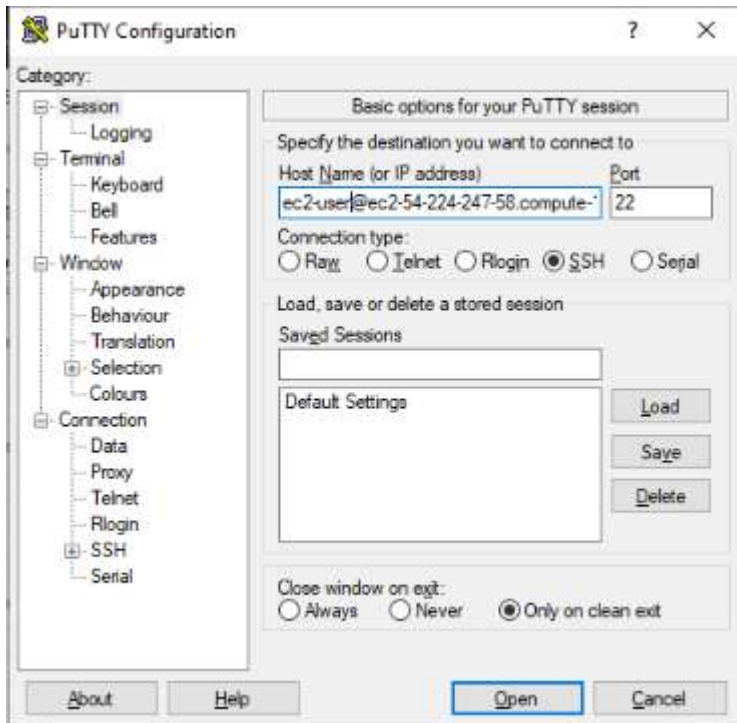 PuTTY Configuration
? ×
Category:
Session
Logging
Terminal
Keyboard
Bell
Features
Window
Appearance
Behaviour
Translation
Selection
Colours
Connection
Data
Proxy
Telnet
Rlogin
SSH
Serial
Basic options for your PuTTY session
Specify the destination you want to connect to
Host Name (or IP address) Port
ec2-user@ec2-54-224-247-58.compute- 22
Connection type:
Raw Telnet Rlogin SSH Serial
Load, save or delete a stored session
Saved Sessions
Default Settings
Load
Save
Delete
Close window on exit:
Always Never Only on clean exit
About Help Open Cancel